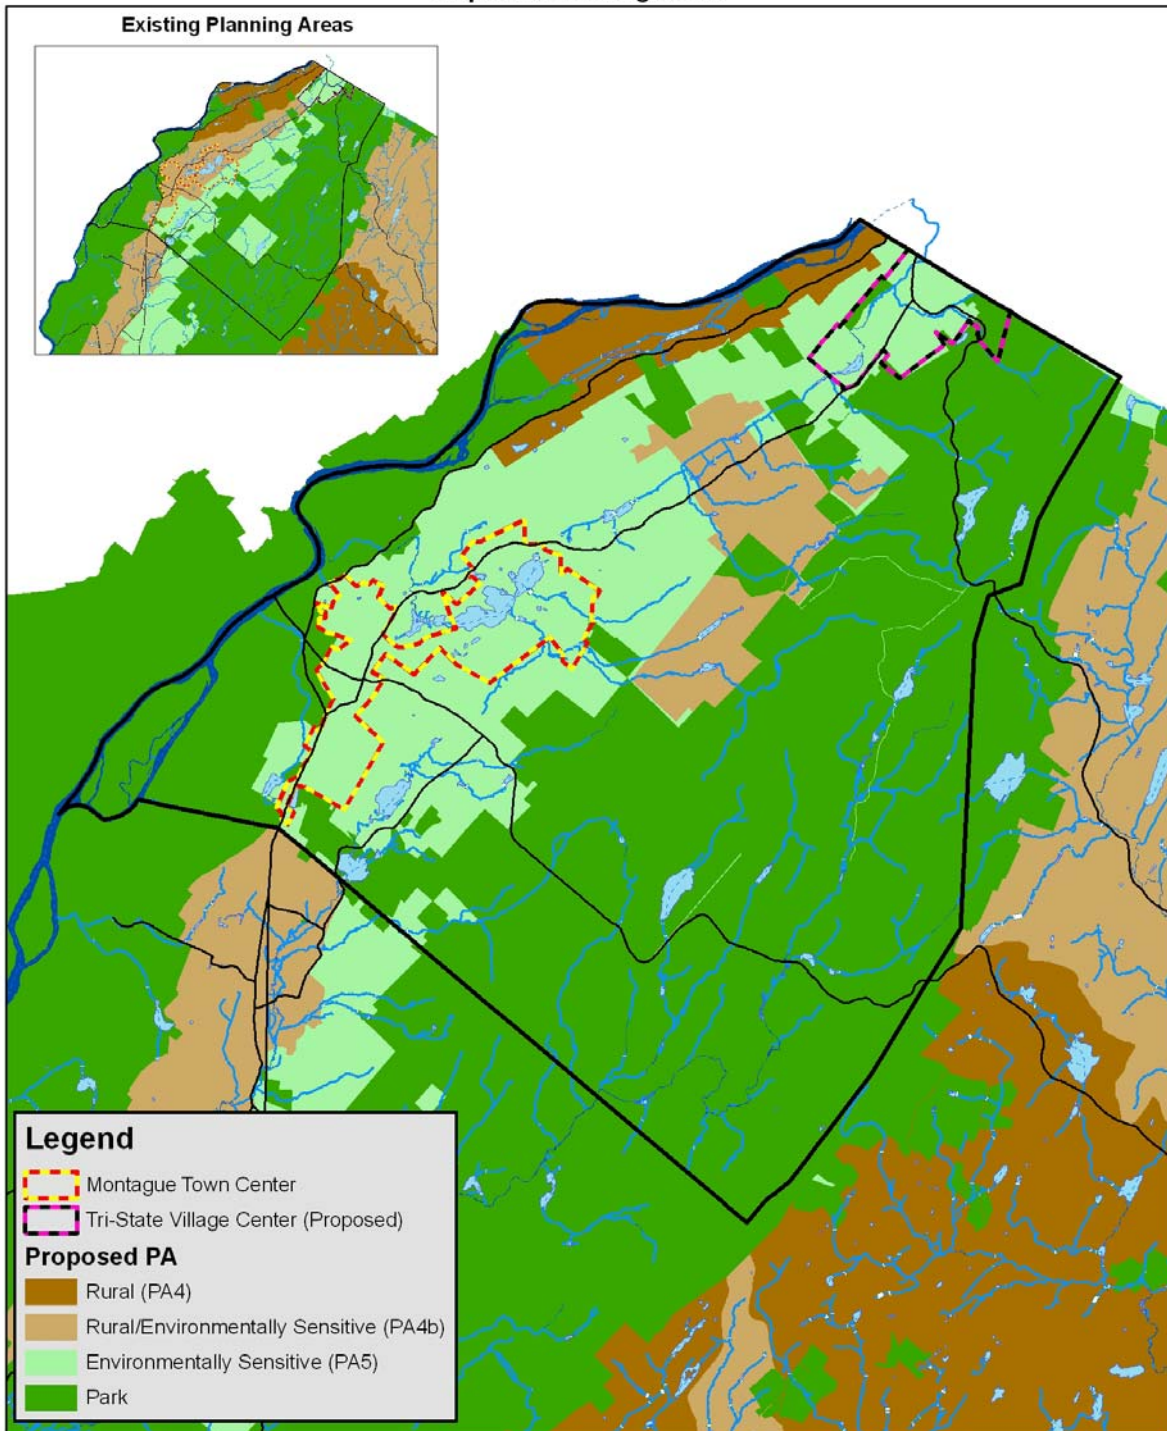 Existing Planning Areas
Legend
Montague Town Center
Tri-State Village Center (Proposed)
Proposed PA
Rural (PA4)
Rural/Environmentally Sensitive (PA4b)
Environmentally Sensitive (PA5)
Park